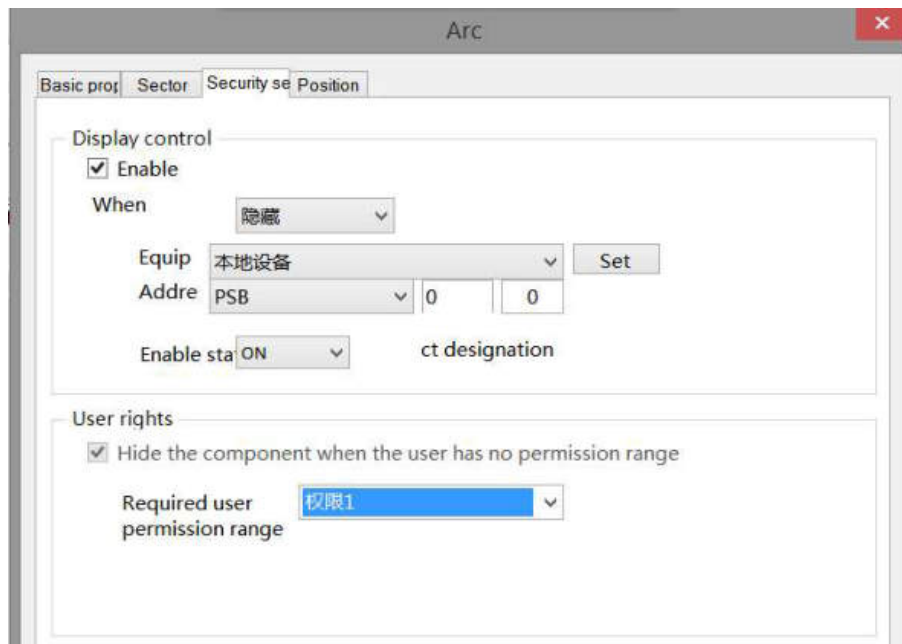 Arc
Basic prop Sector Security se Position
Display control
Enable
When 隐藏
Equip 本地设备 Set
Addre PSB 0 0
Enable sta ON ct designation
User rights
Hide the component when the user has no permission range
Required user 权限1
permission range